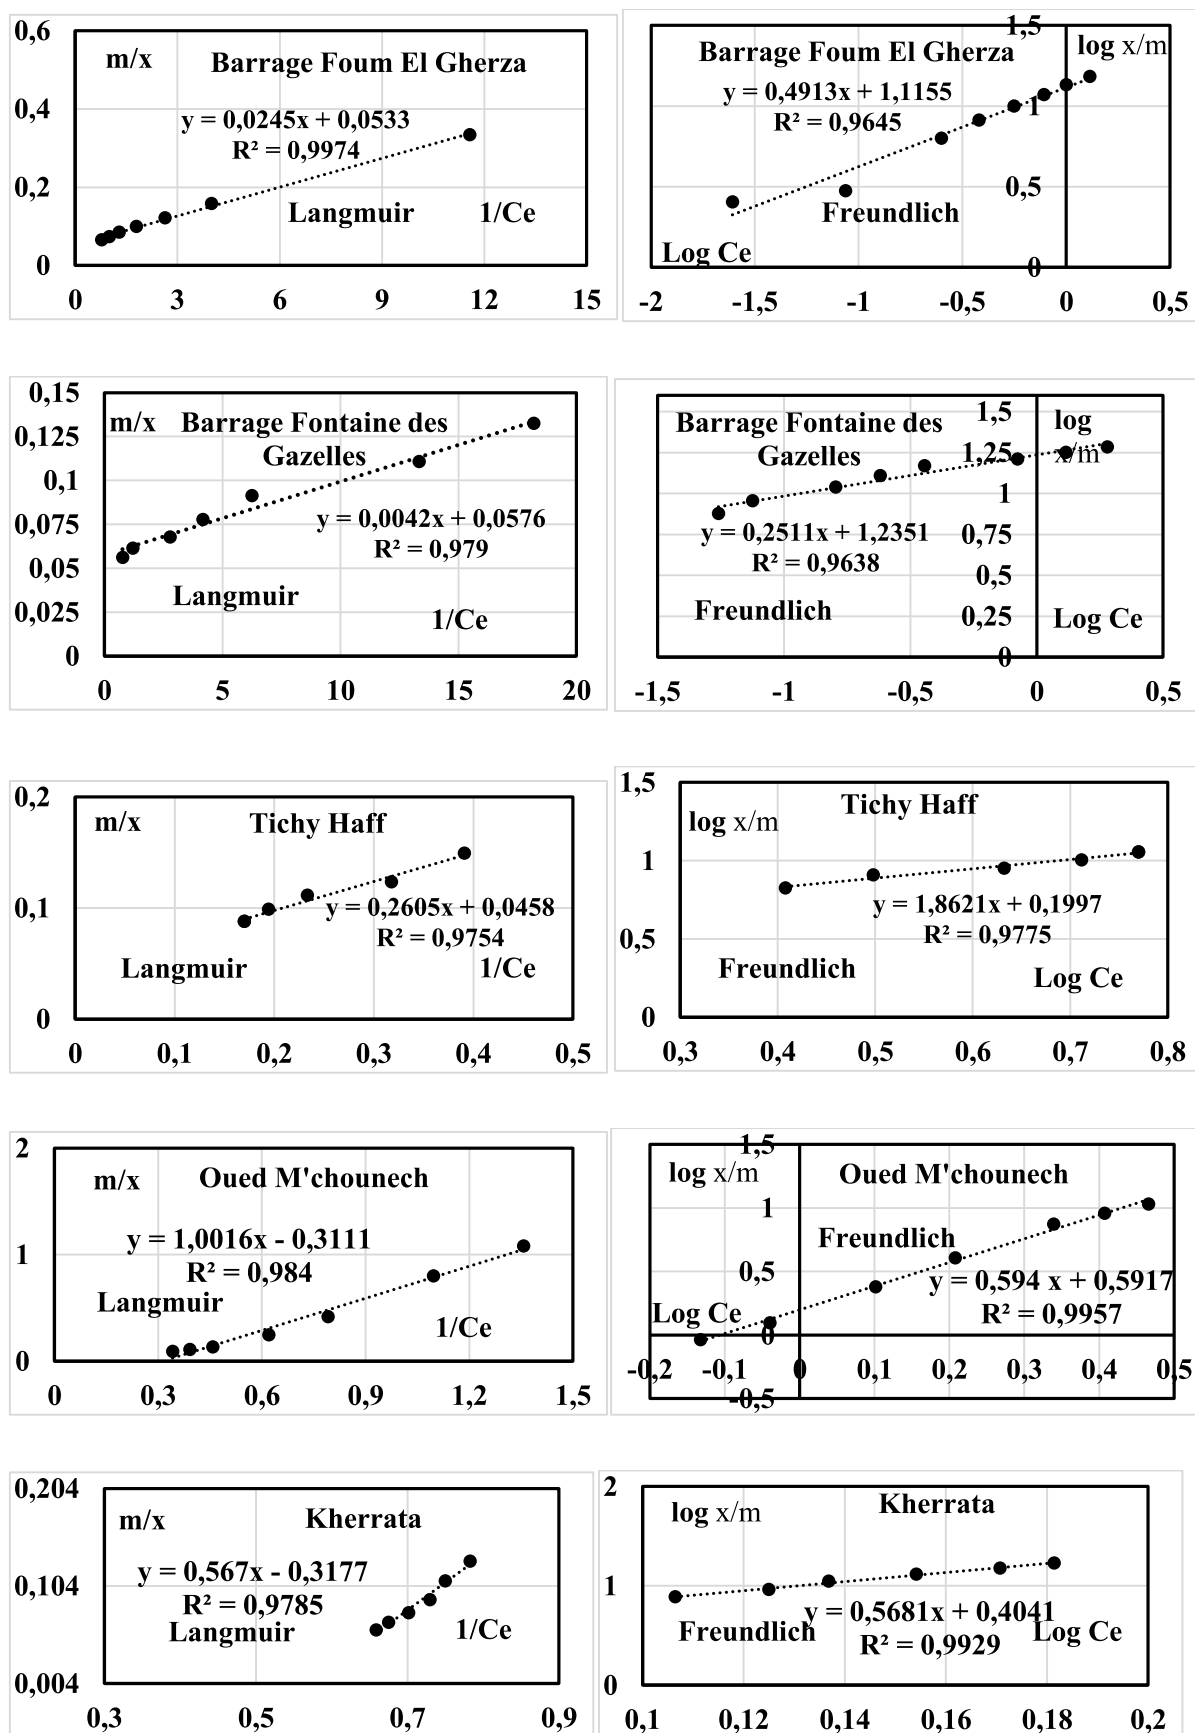 0,6
m/x
Barrage Foum El Gherza
0,4
y = 0,0245x + 0,0533
R² = 0,9974
0,2
Langmuir
1/Ce
0
0 3 6 9 12 15
1,5
Barrage Foum El Gherza
log x/m
y = 0,4913x + 1,1155
R² = 0,9645
1
0,5
Freundlich
Log Ce
0
-2 -1,5 -1 -0,5 0 0,5
0,15
m/x
Barrage Fontaine des
Gazelles
0,125
0,1
y = 0,0042x + 0,0576
R² = 0,979
0,075
0,05
Langmuir
0,025
1/Ce
0
0 5 10 15 20
1,5
Barrage Fontaine des
Gazelles
log
x/m
1,25
1
y = 0,2511x + 1,2351
R² = 0,9638
0,75
0,5
Freundlich
0,25
Log Ce
0
-1,5 -1 -0,5 0 0,5
0,2
m/x
Tichy Haff
0,1
y = 0,2605x + 0,0458
R² = 0,9754
Langmuir
1/Ce
0
0 0,1 0,2 0,3 0,4 0,5
1,5
Tichy Haff
log x/m
1
y = 1,8621x + 0,1997
R² = 0,9775
0,5
Freundlich
Log Ce
0
0,3 0,4 0,5 0,6 0,7 0,8
2
m/x
Oued M'chounech
y = 1,0016x - 0,3111
1
R² = 0,984
Langmuir
1/Ce
0
0 0,3 0,6 0,9 1,2 1,5
1,5
log x/m
Oued M'chounech
1
Freundlich
0,5
y = 0,594 x + 0,5917
R² = 0,9957
Log Ce
0
-0,2 -0,1 0 0,1 0,2 0,3 0,4 0,5
-0,5
0,204
m/x
Kherrata
y = 0,567x - 0,3177
0,104
R² = 0,9785
Langmuir
1/Ce
0,004
0,3 0,5 0,7 0,9
2
log x/m
Kherrata
1
y = 0,5681x + 0,4041
Freundlich
R² = 0,9929
Log Ce
0
0,1 0,12 0,14 0,16 0,18 0,2